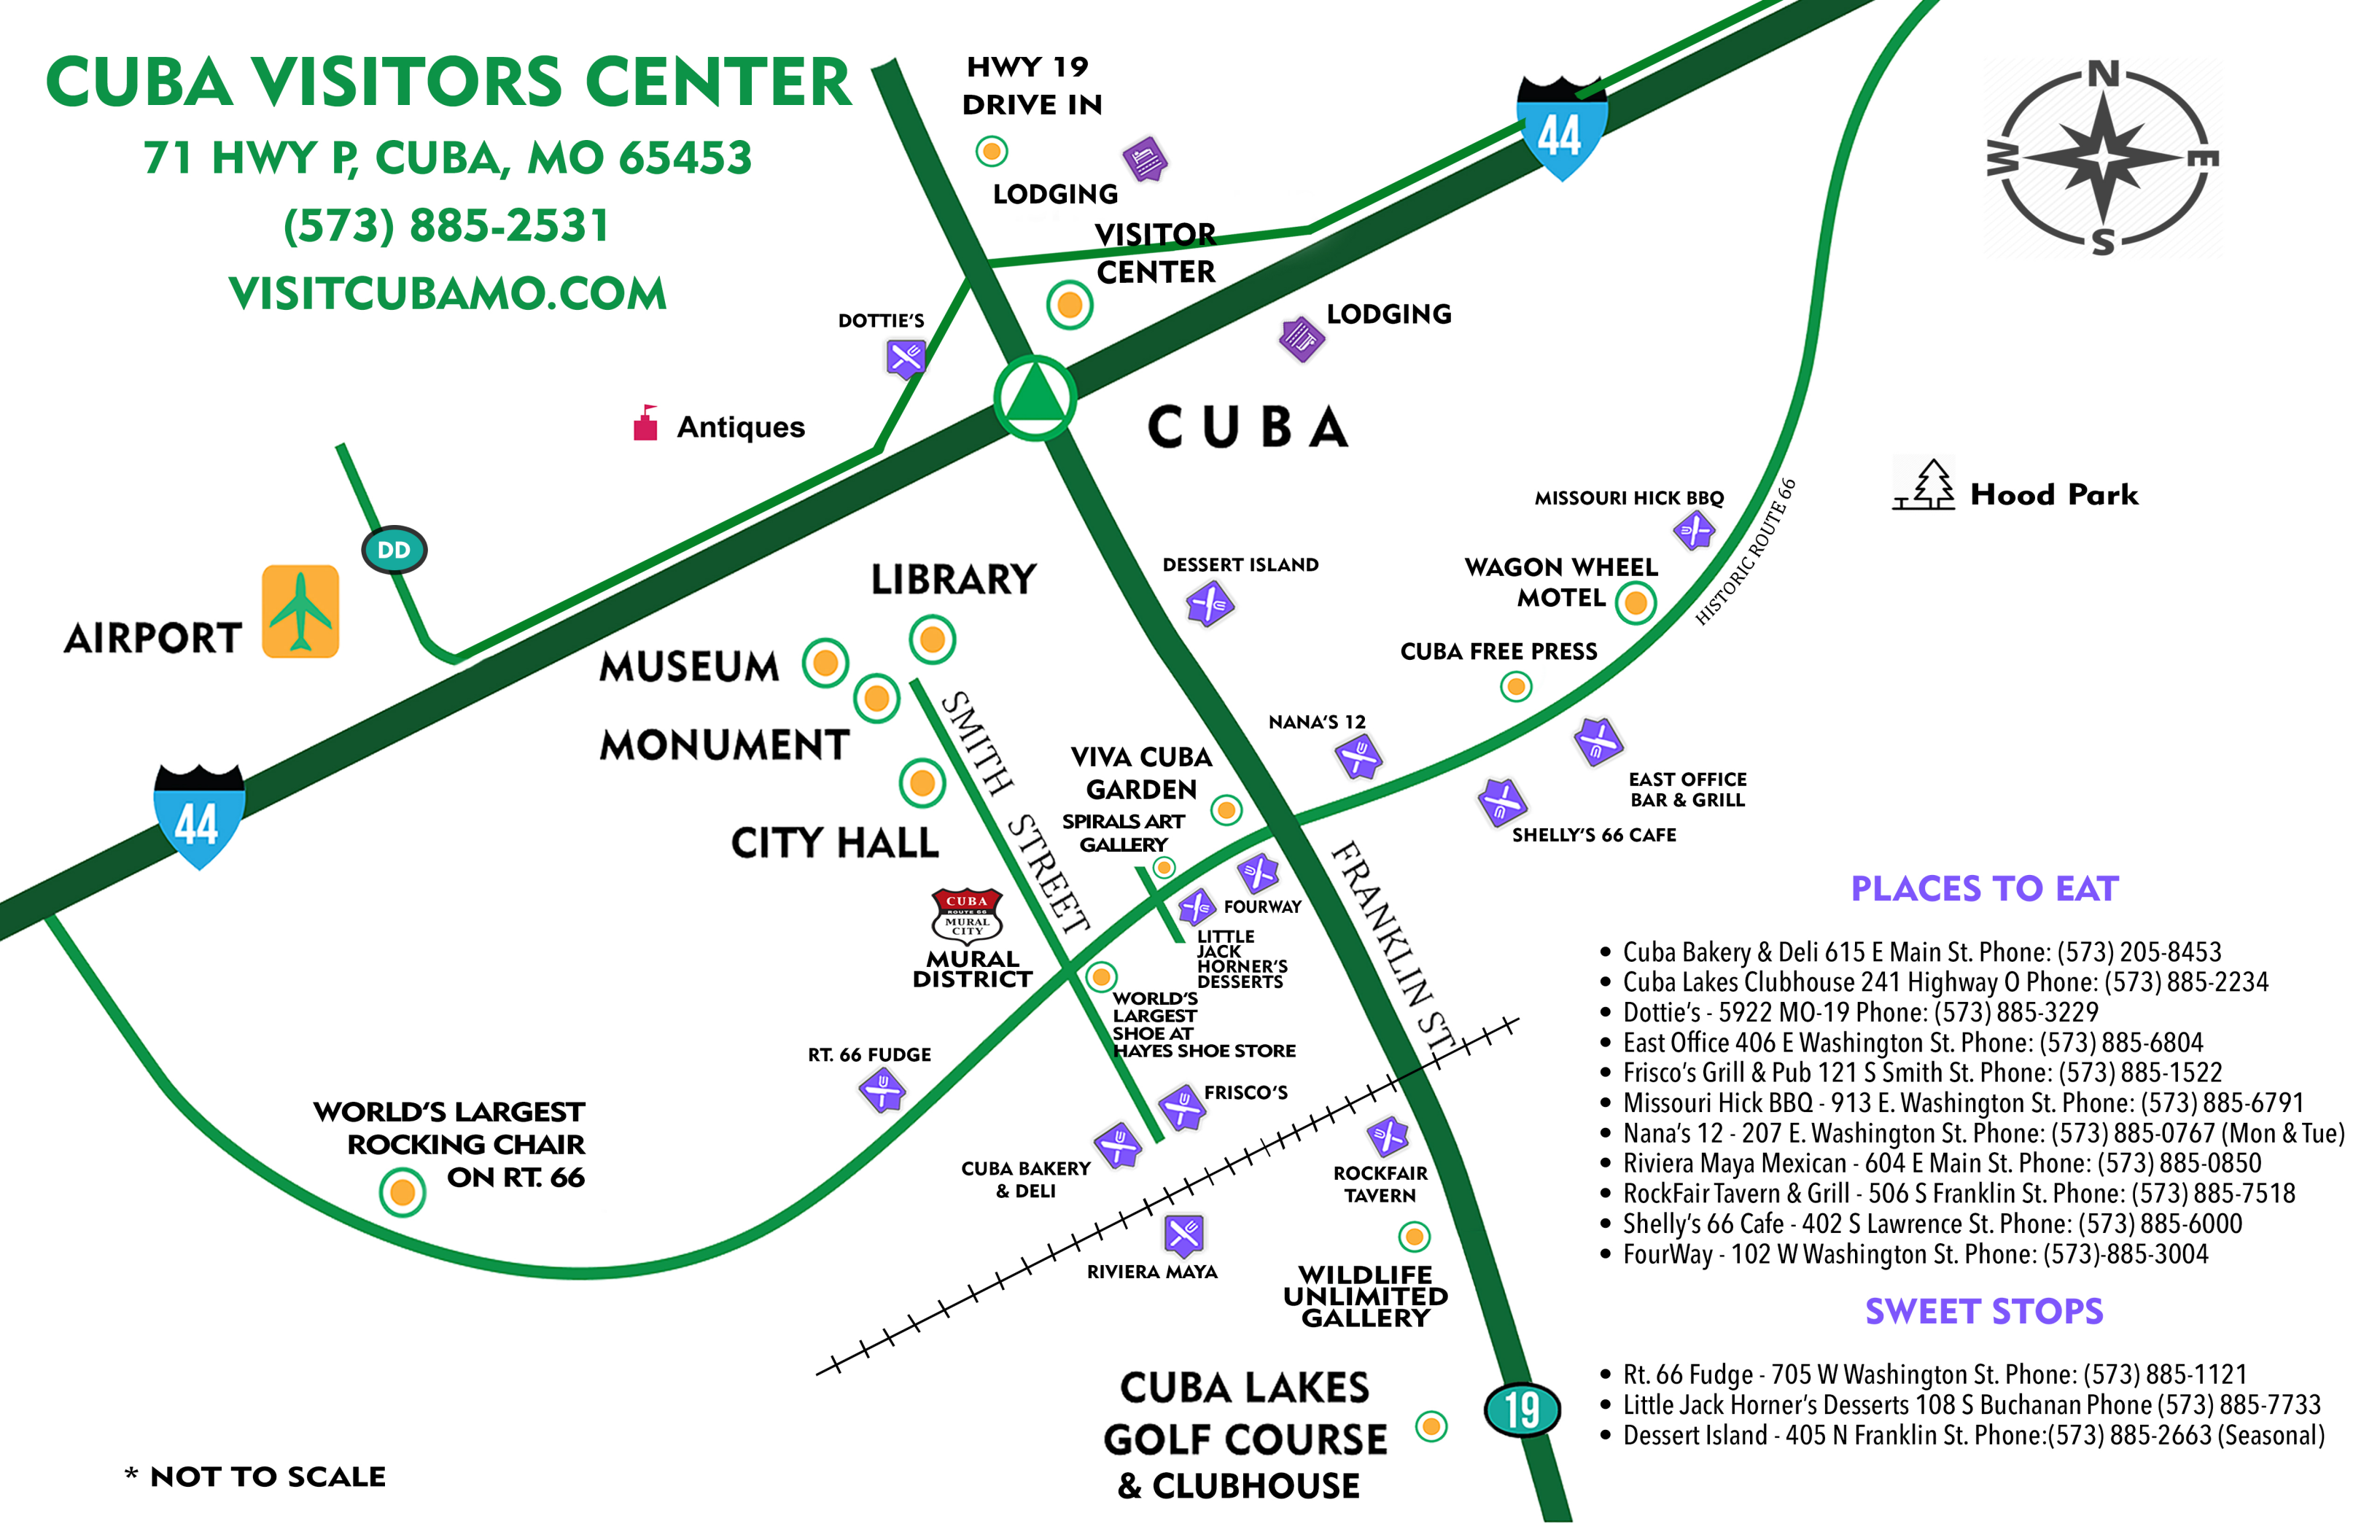 CUBA VISITORS CENTER
71 HWY P, CUBA, MO 65453
(573) 885-2531
VISITCUBAMO.COM
HWY 19
DRIVE IN
LODGING
VISITOR
CENTER
44
N
W
E
S
LODGING
DOTTIE'S
Antiques
CUBA
DD
AIRPORT
44
LIBRARY
MUSEUM
MONUMENT
CITY HALL
SMITH STREET
DESSERT ISLAND
MISSOURI HICK BBQ
HISTORIC ROUTE 66
Hood Park
WAGON WHEEL
MOTEL
CUBA FREE PRESS
NANA'S 12
VIVA CUBA
GARDEN
SPIRALS ART
GALLERY
EAST OFFICE
BAR & GRILL
SHELLY'S 66 CAFE
FOURWAY
LITTLE
JACK
HORNER'S
DESSERTS
FRANKLIN ST.
CUBA
ROUTE 66
MURAL
CITY
MURAL
DISTRICT
WORLD'S
LARGEST
SHOE AT
HAYES SHOE STORE
RT. 66 FUDGE
FRISCO'S
WORLD'S LARGEST
ROCKING CHAIR
ON RT. 66
CUBA BAKERY
& DELI
ROCKFAIR
TAVERN
RIVIERA MAYA
WILDLIFE
UNLIMITED
GALLERY
CUBA LAKES
GOLF COURSE
& CLUBHOUSE
19
* NOT TO SCALE
PLACES TO EAT
• Cuba Bakery & Deli 615 E Main St. Phone: (573) 205-8453
• Cuba Lakes Clubhouse 241 Highway O Phone: (573) 885-2234
• Dottie's - 5922 MO-19 Phone: (573) 885-3229
• East Office 406 E Washington St. Phone: (573) 885-6804
• Frisco's Grill & Pub 121 S Smith St. Phone: (573) 885-1522
• Missouri Hick BBQ - 913 E. Washington St. Phone: (573) 885-6791
• Nana's 12 - 207 E. Washington St. Phone: (573) 885-0767 (Mon & Tue)
• Riviera Maya Mexican - 604 E Main St. Phone: (573) 885-0850
• RockFair Tavern & Grill - 506 S Franklin St. Phone: (573) 885-7518
• Shelly's 66 Cafe - 402 S Lawrence St. Phone: (573) 885-6000
• FourWay - 102 W Washington St. Phone: (573)-885-3004
SWEET STOPS
• Rt. 66 Fudge - 705 W Washington St. Phone: (573) 885-1121
• Little Jack Horner's Desserts 108 S Buchanan Phone (573) 885-7733
• Dessert Island - 405 N Franklin St. Phone:(573) 885-2663 (Seasonal)